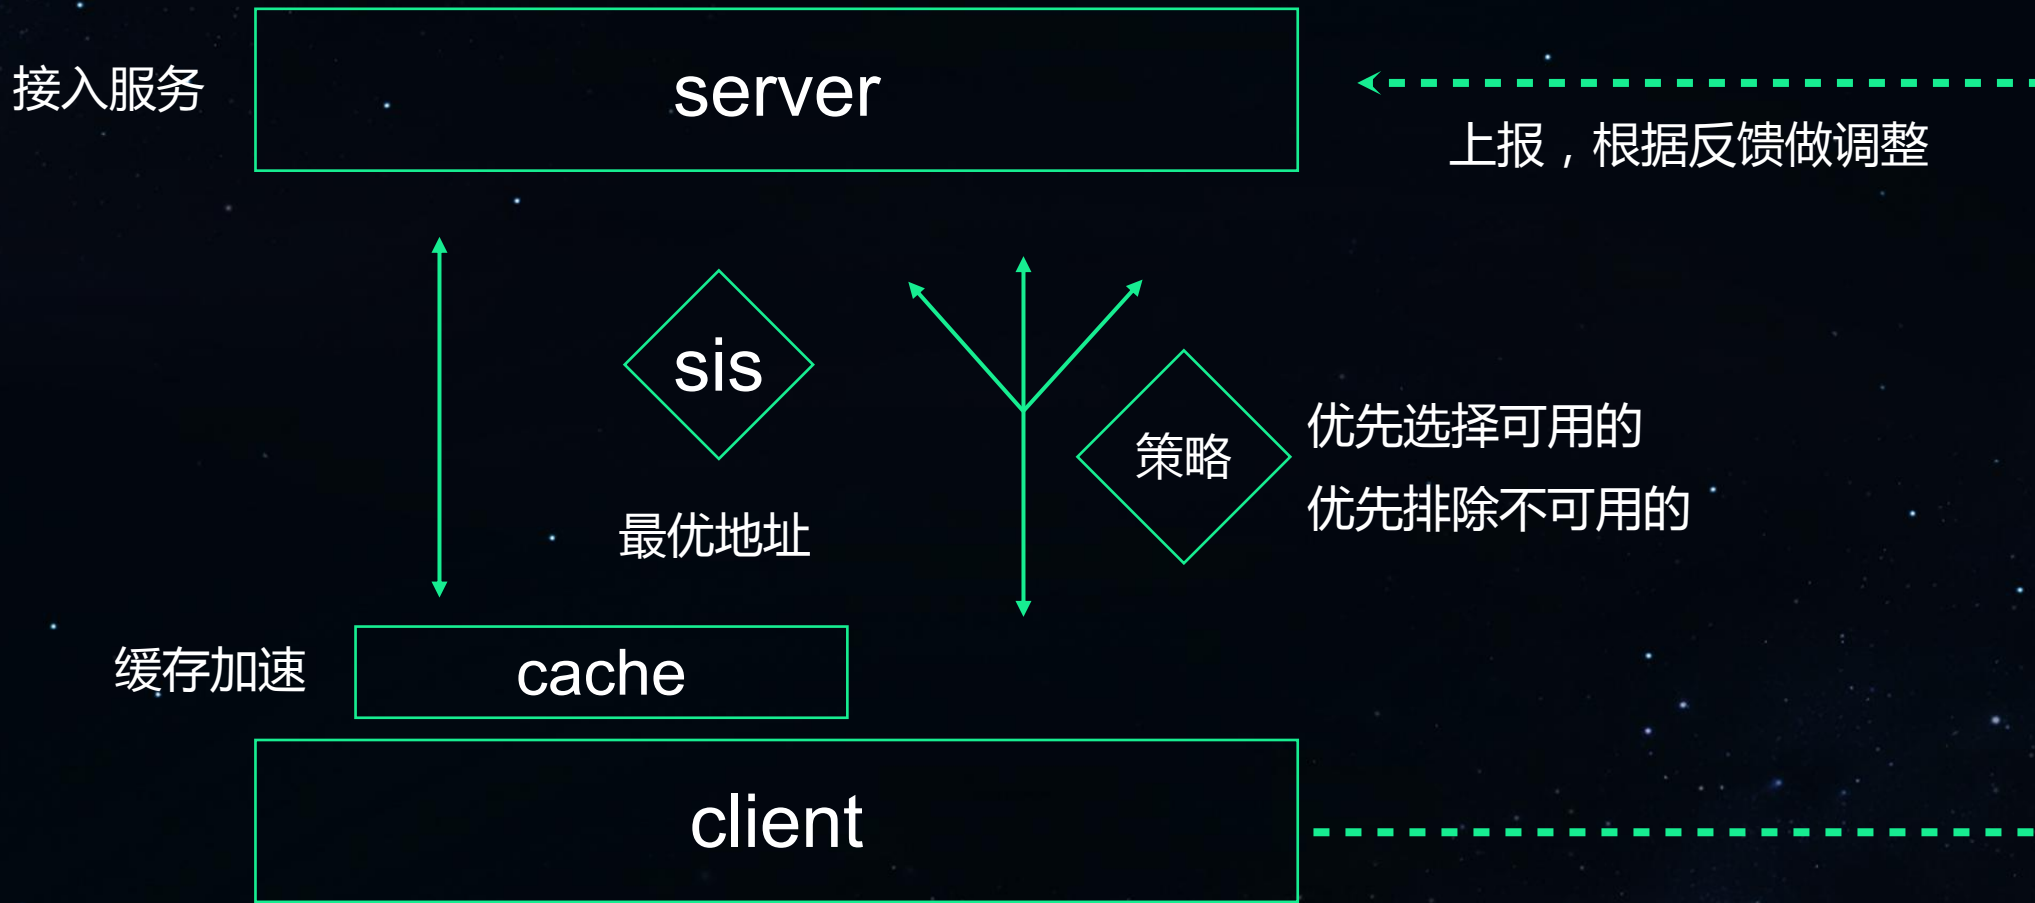 接入服务
server
上报，根据反馈做调整
sis
策略
优先选择可用的
优先排除不可用的
最优地址
缓存加速
cache
client